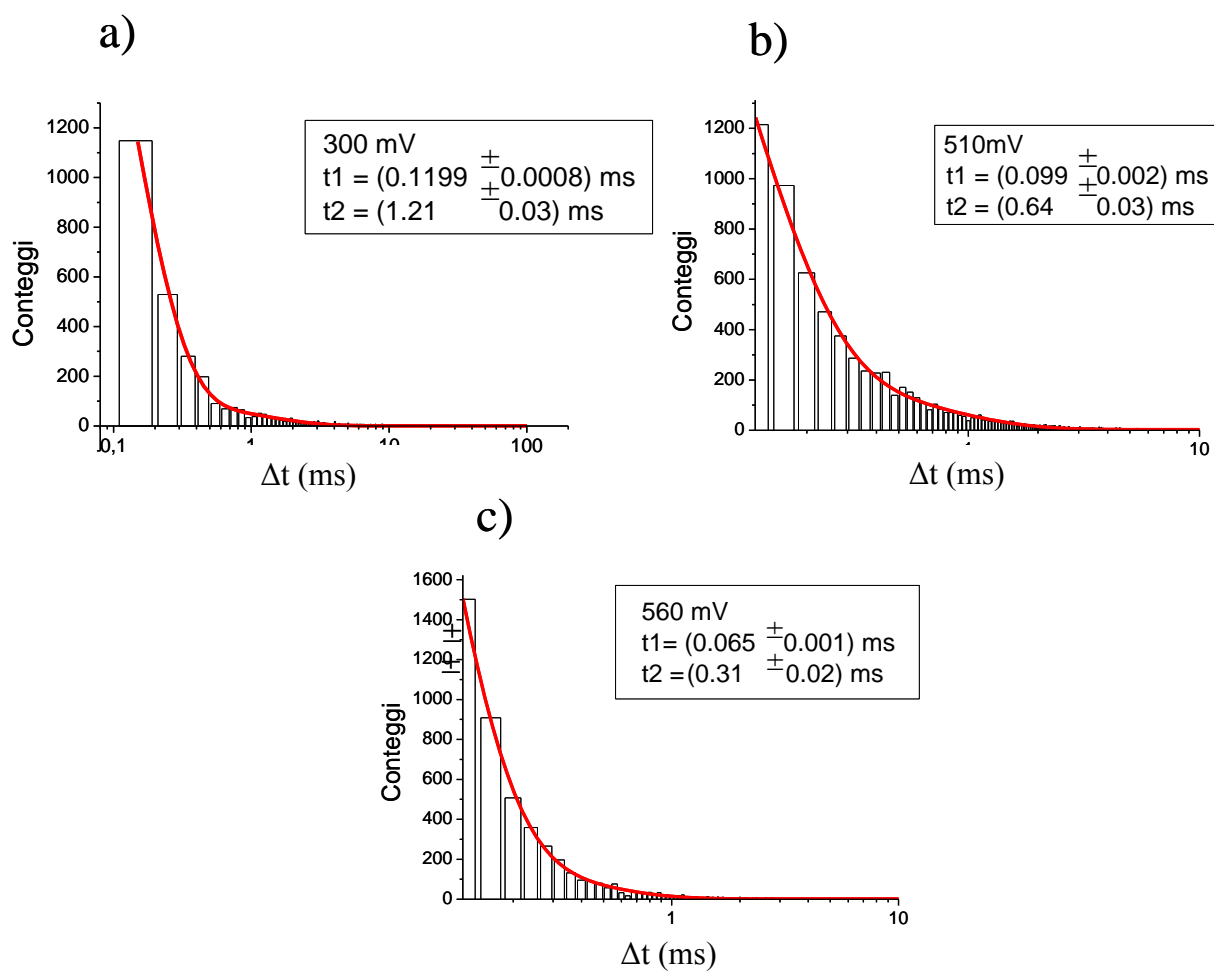 a)
1200
1000
800
600
400
200
0
Conteggi
0,1
1
10
100
Δt (ms)
300 mV
t1 = (0.1199 ±0.0008) ms
t2 = (1.21 ±0.03) ms
b)
1200
1000
800
600
400
200
0
Conteggi
1
10
Δt (ms)
510mV
t1 = (0.099 ±0.002) ms
t2 = (0.64 ±0.03) ms
c)
1600
1400
1200
1000
800
600
400
200
0
Conteggi
± ±
1
10
Δt (ms)
560 mV
t1= (0.065 ±0.001) ms
t2 =(0.31 ±0.02) ms